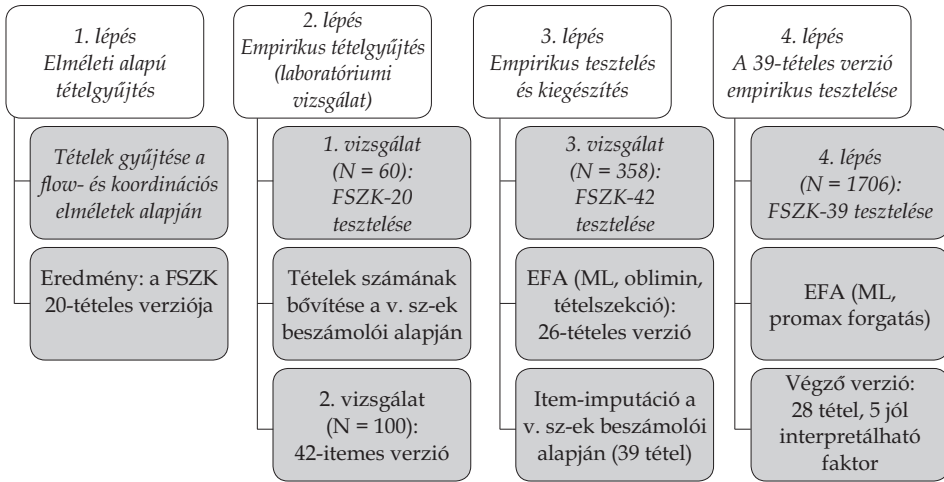 1. lépés
Elméleti alapú
tételgyűjtés
Tételek gyűjtése a
flow- és koordinációs
elméletek alapján
Eredmény: a FSZK
20-tételes verziója
2. lépés
Empirikus tételgyűjtés
(laboratóriumi
vizsgálat)
1. vizsgálat
(N = 60):
FSZK-20
tesztelése
Tételek számának
bővítése a v. sz-ek
beszámolói alapján
2. vizsgálat
(N = 100):
42-itemes verzió
3. lépés
Empirikus tesztelés
és kiegészítés
3. vizsgálat
(N = 358):
FSZK-42
tesztelése
EFA (ML, oblimin,
tételszekció):
26-tételes verzió
Item-imputáció a
v. sz-ek beszámolói
alapján (39 tétel)
4. lépés
A 39-tételes verzió
empirikus tesztelése
4. lépés
(N = 1706):
FSZK-39 tesztelése
EFA (ML,
promax forgatás)
Végző verzió:
28 tétel, 5 jól
interpretálható
faktor